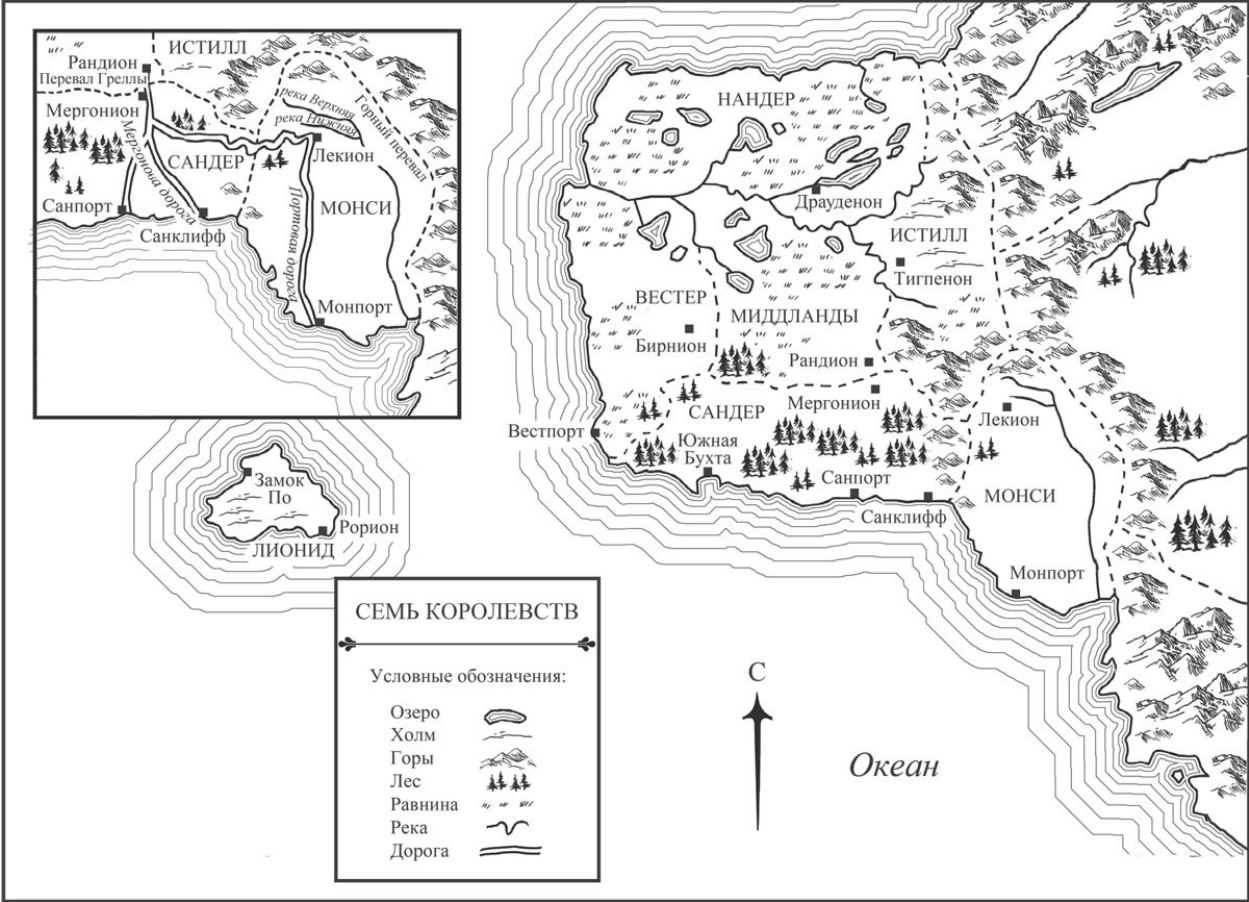 ИСТИЛЛ
Рандион
Перевал Греллы
Мергонион
река Верхняя
река Нижняя
Горный перевал
Лекион
САНДЕР
Мергонова дорога
МОНСИ
Портовая дорога
Санпорт
Санклифф
Монпорт
НАНДЕР
Драуденон
ИСТИЛЛ
Тигпенон
ВЕСТЕР
МИДДЛАНДЫ
Бирнион
Рандион
Мергонион
САНДЕР
Лекион
Вестпорт
Южная
Бухта
Санпорт
МОНСИ
Санклифф
Монпорт
Замок
По
Рорион
ЛИОНИД
СЕМЬ КОРОЛЕВСТВ
Условные обозначения:
Озеро
Холм
Горы
Лес
Равнина
Река
Дорога
С
Океан